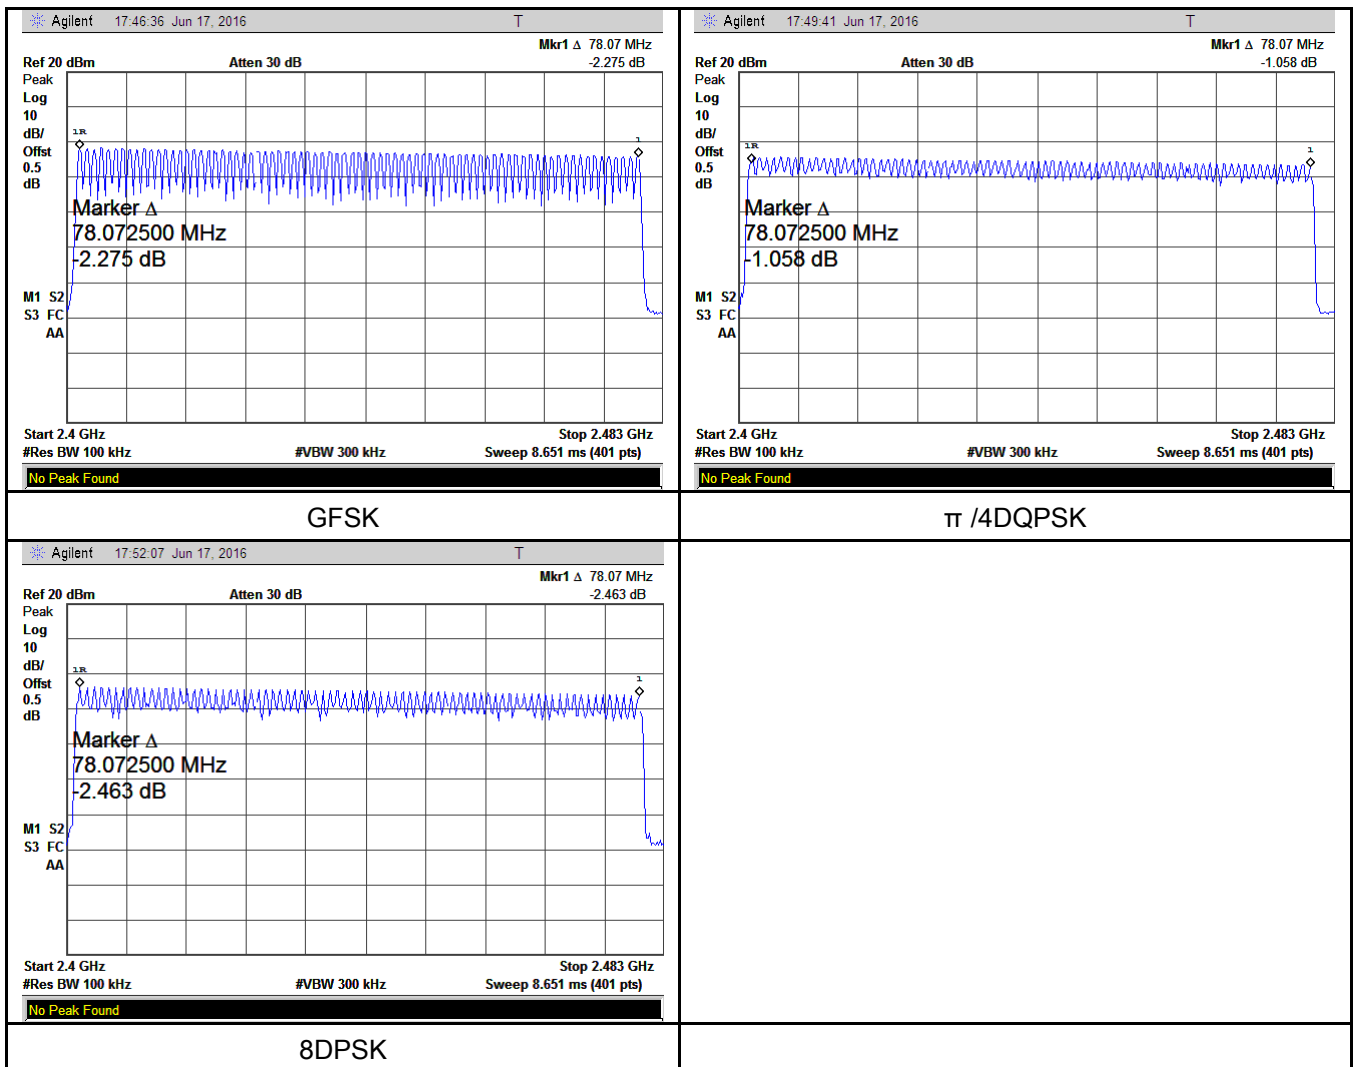 Agilent 17:46:36 Jun 17, 2016 T
Mkr1 Δ 78.07 MHz
Ref 20 dBm Atten 30 dB -2.275 dB
Peak
Log
10
dB/
Offst
0.5
dB
1R
1
Marker Δ
78.072500 MHz
-2.275 dB
M1 S2
S3 FC
AA
Start 2.4 GHz Stop 2.483 GHz
#Res BW 100 kHz #VBW 300 kHz Sweep 8.651 ms (401 pts)
No Peak Found
GFSK
Agilent 17:49:41 Jun 17, 2016 T
Mkr1 Δ 78.07 MHz
Ref 20 dBm Atten 30 dB -1.058 dB
Peak
Log
10
dB/
Offst
0.5
dB
1R
1
Marker Δ
78.072500 MHz
-1.058 dB
M1 S2
S3 FC
AA
Start 2.4 GHz Stop 2.483 GHz
#Res BW 100 kHz #VBW 300 kHz Sweep 8.651 ms (401 pts)
No Peak Found
π /4DQPSK
Agilent 17:52:07 Jun 17, 2016 T
Mkr1 Δ 78.07 MHz
Ref 20 dBm Atten 30 dB -2.463 dB
Peak
Log
10
dB/
Offst
0.5
dB
1R
1
Marker Δ
78.072500 MHz
-2.463 dB
M1 S2
S3 FC
AA
Start 2.4 GHz Stop 2.483 GHz
#Res BW 100 kHz #VBW 300 kHz Sweep 8.651 ms (401 pts)
No Peak Found
8DPSK